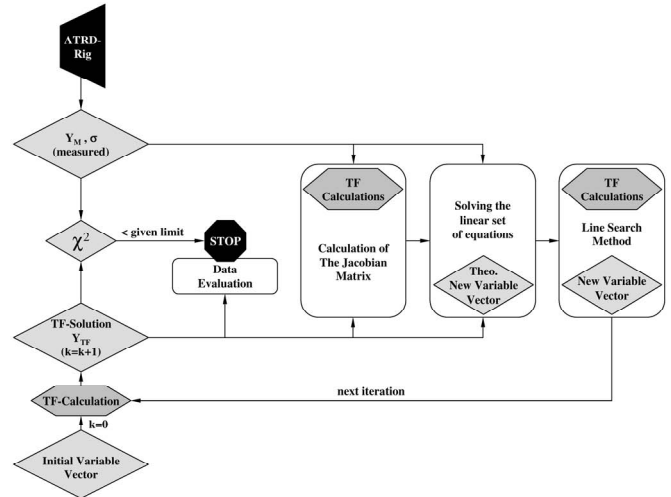 ATRD-
Rig
Y_M , σ
(measured)
χ²
< given limit
STOP
Data
Evaluation
TF-Solution
Y_TF
(k=k+1)
TF-Calculation
k=0
Initial Variable
Vector
TF
Calculations
Calculation of
The Jacobian
Matrix
Solving the
linear set
of equations
Theo.
New Variable
Vector
TF
Calculations
Line Search
Method
New Variable
Vector
next iteration